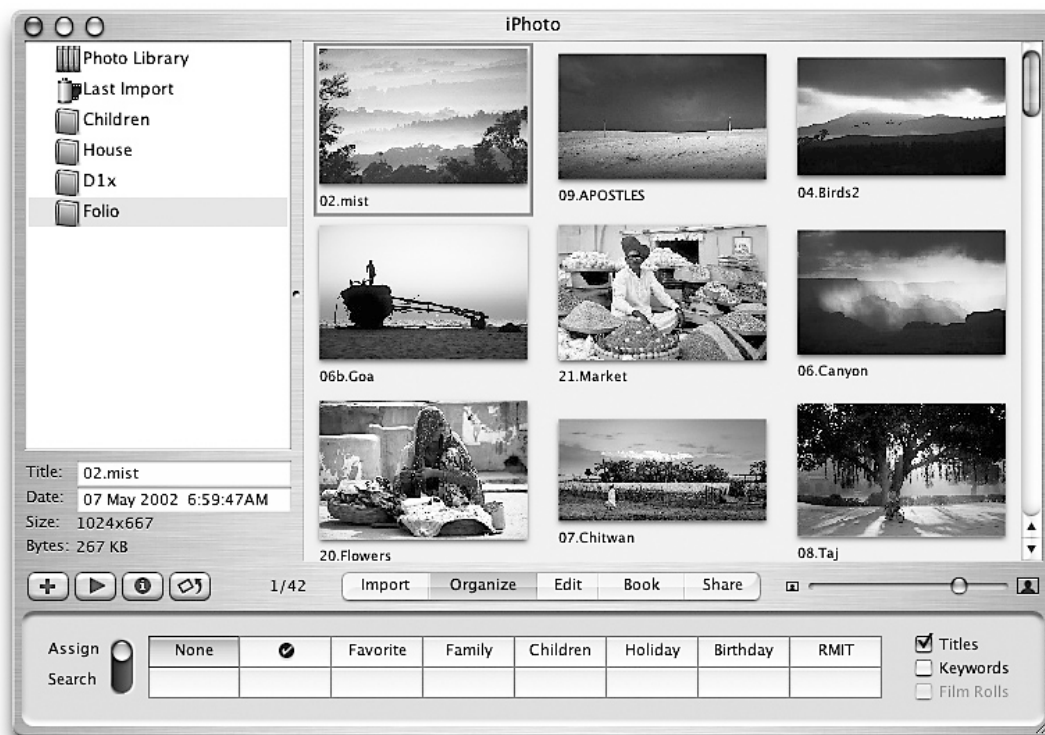 iPhoto
Photo Library
Last Import
Children
House
D1x
Folio
02.mist
09.APOSTLES
04.Birds2
06b.Goa
21.Market
06.Canyon
20.Flowers
07.Chitwan
08.Taj
Title: 02.mist
Date: 07 May 2002 6:59:47AM
Size: 1024x667
Bytes: 267 KB
1/42
Import Organize Edit Book Share
Assign
Search
None Favorite Family Children Holiday Birthday RMIT
Titles
Keywords
Film Rolls